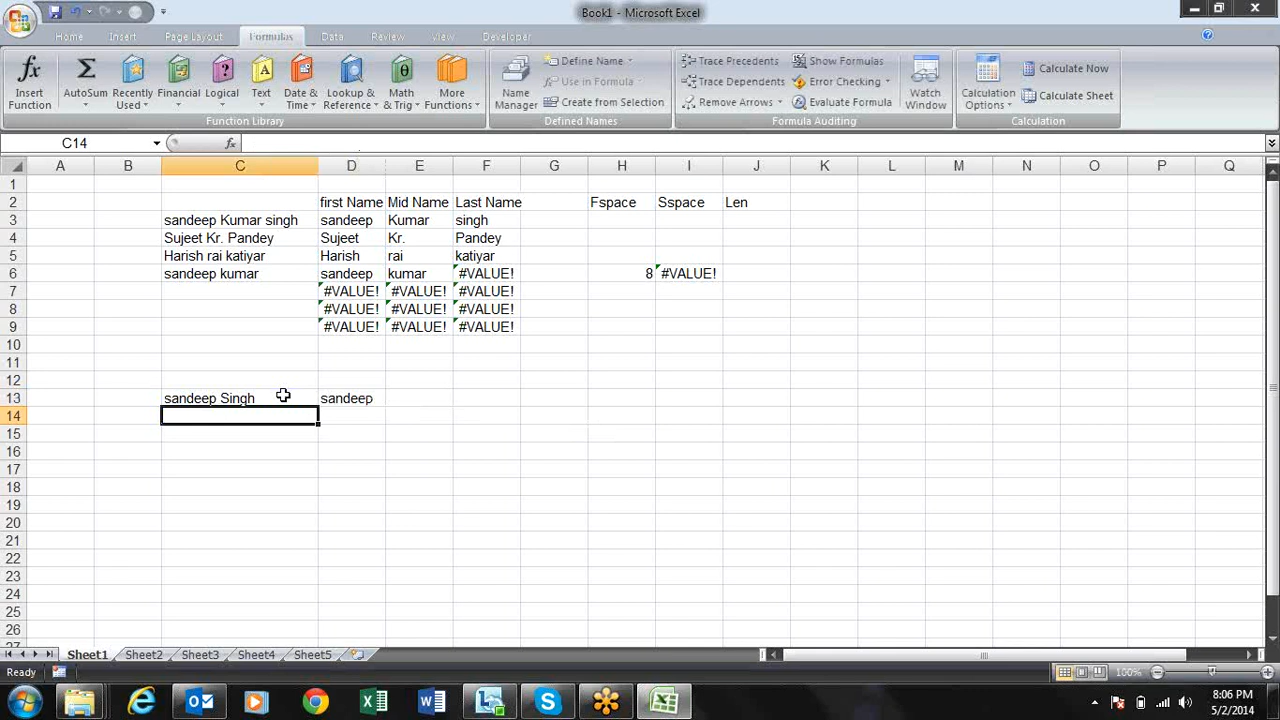 Book1 - Microsoft Excel
Home Insert Page Layout Formulas Data Review View Developer
Insert Function
AutoSum
Recently Used
Financial
Logical
Text
Date & Time
Lookup & Reference
Math & Trig
More Functions
Function Library
Name Manager
Define Name
Use in Formula
Create from Selection
Defined Names
Trace Precedents
Trace Dependents
Remove Arrows
Show Formulas
Error Checking
Evaluate Formula
Watch Window
Formula Auditing
Calculation Options
Calculate Now
Calculate Sheet
Calculation
C14 fx
A B C D E F G H I J K L M N O P Q
1
2 first Name Mid Name Last Name Fspace Sspace Len
3 sandeep Kumar singh sandeep Kumar singh
4 Sujeet Kr. Pandey Sujeet Kr. Pandey
5 Harish rai katiyar Harish rai katiyar
6 sandeep kumar sandeep kumar #VALUE! 8 #VALUE!
7 #VALUE! #VALUE! #VALUE!
8 #VALUE! #VALUE! #VALUE!
9 #VALUE! #VALUE! #VALUE!
10
11
12
13 sandeep Singh sandeep
14
15
16
17
18
19
20
21
22
23
24
25
26
27
Sheet1 Sheet2 Sheet3 Sheet4 Sheet5
Ready 100%
8:06 PM
5/2/2014